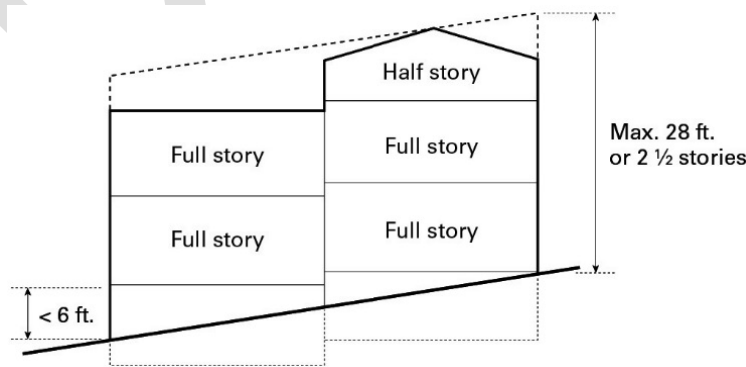 Half story
Full story
Full story
Max. 28 ft.
or 2 ½ stories
Full story
Full story
< 6 ft.